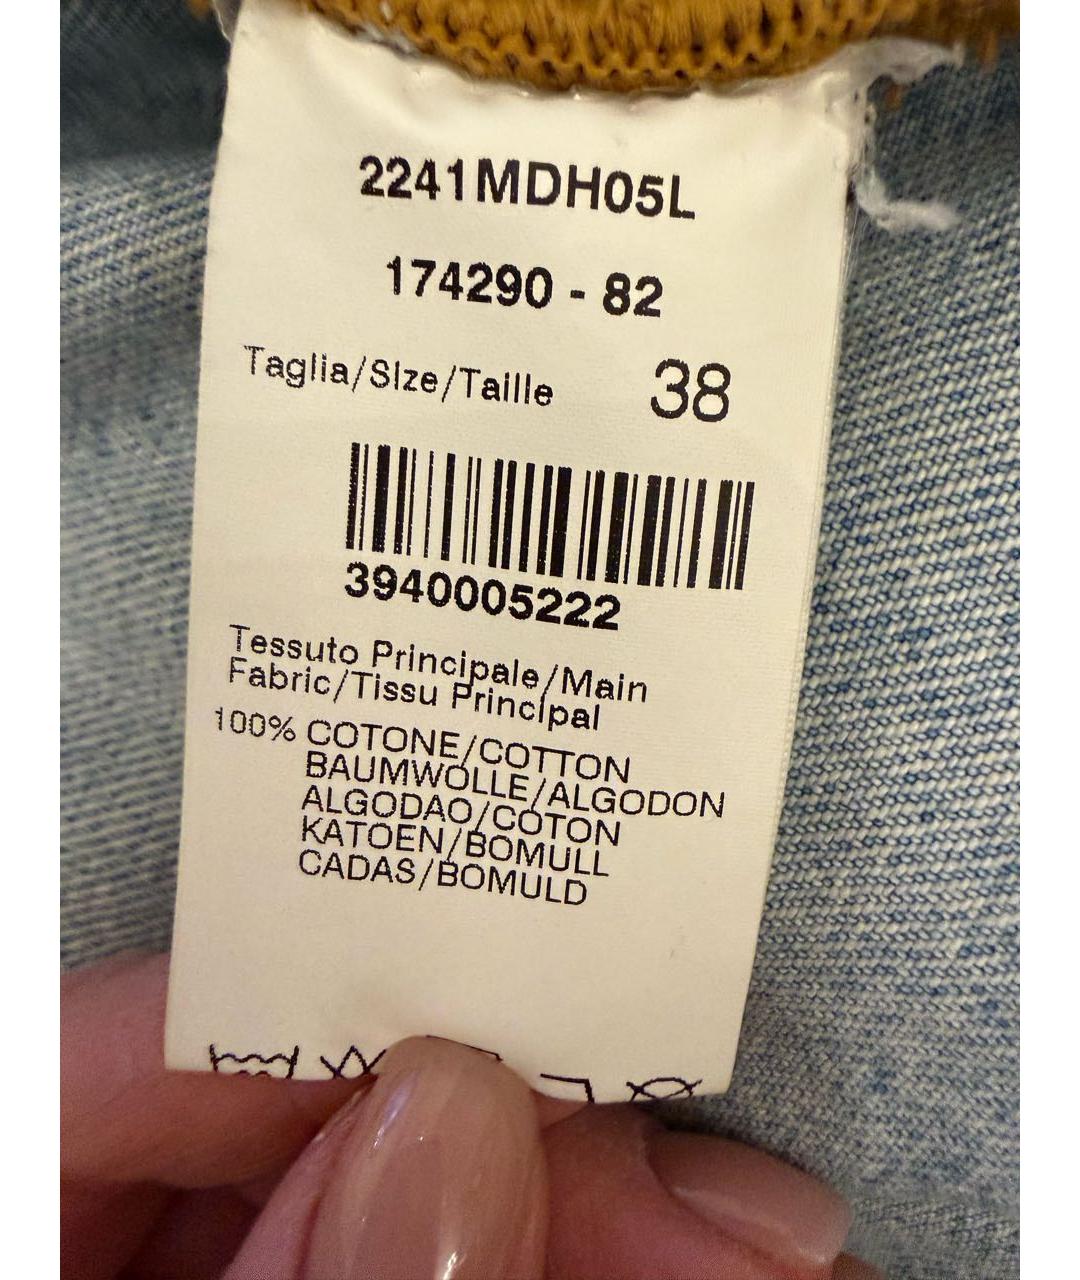 2241MDH05L
174290 - 82
Taglia/SIze/Taille 38
3940005222
Tessuto Principale/Main
Fabric/Tissu Principal
100% COTONE/COTTON
BAUMWOLLE/ALGODON
ALGODAO/COTON
KATOEN/BOMULL
CADAS/BOMULD